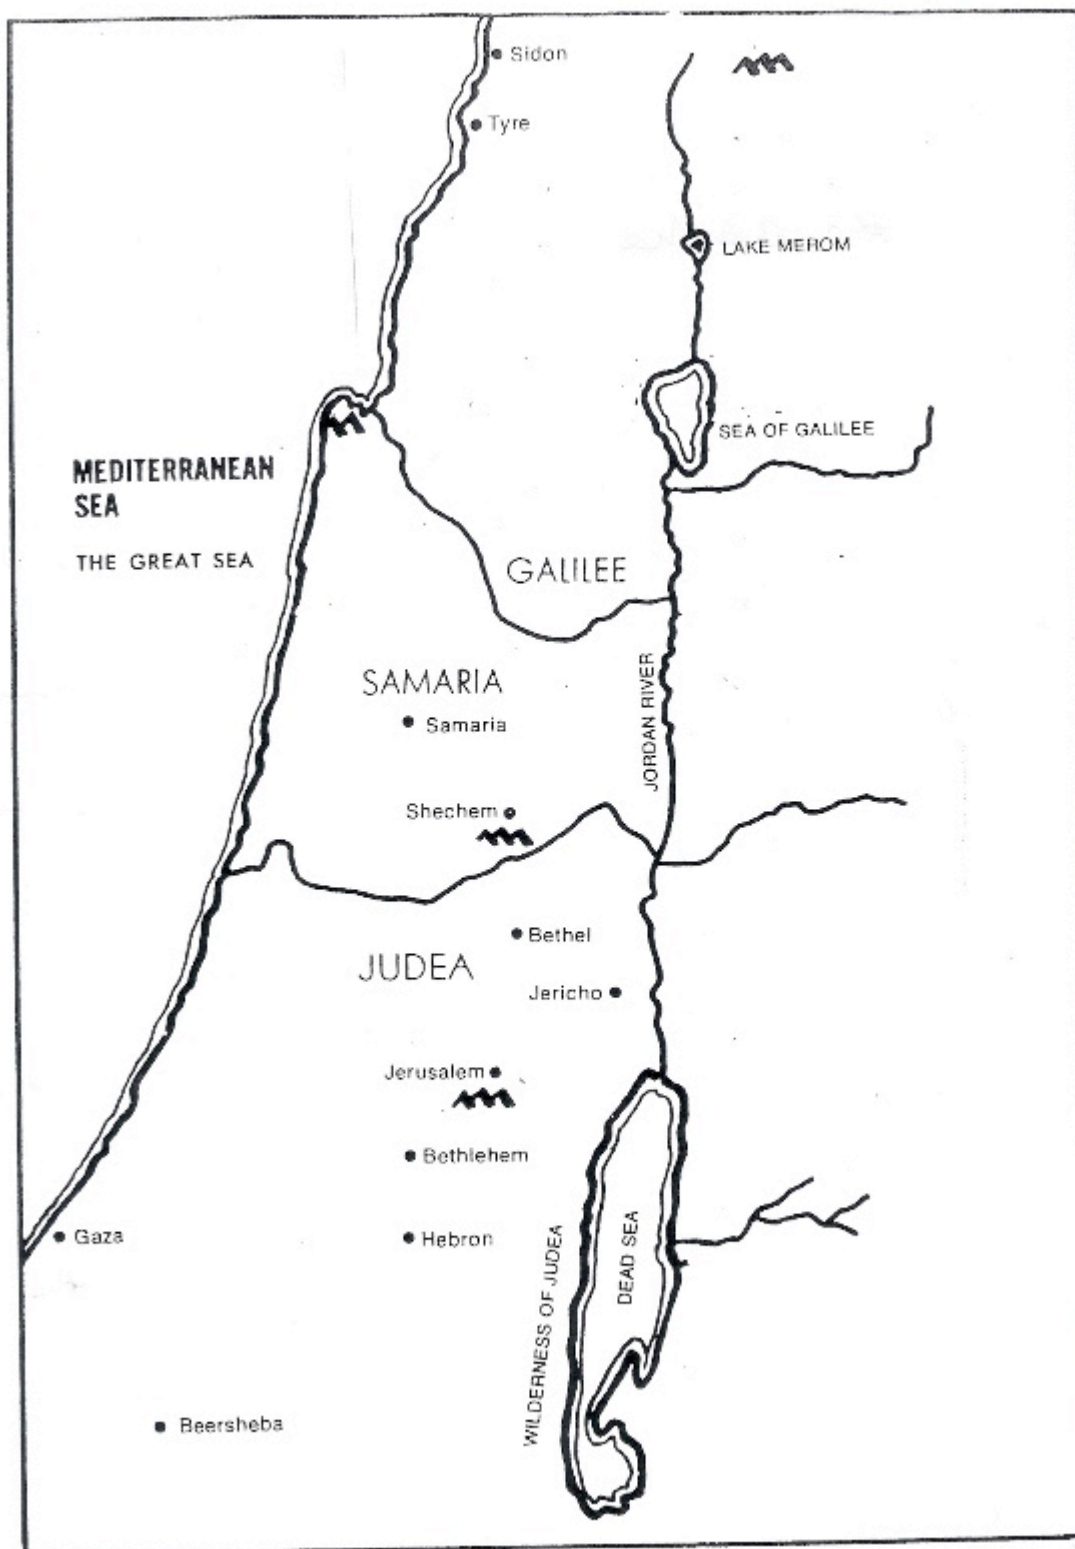 Sidon
Tyre
LAKE MEROM
SEA OF GALILEE
MEDITERRANEAN
SEA
THE GREAT SEA
GALILEE
SAMARIA
Samaria
JORDAN RIVER
Shechem
Bethel
JUDEA
Jericho
Jerusalem
Bethlehem
Gaza
Hebron
DEAD SEA
WILDERNESS OF JUDEA
Beersheba